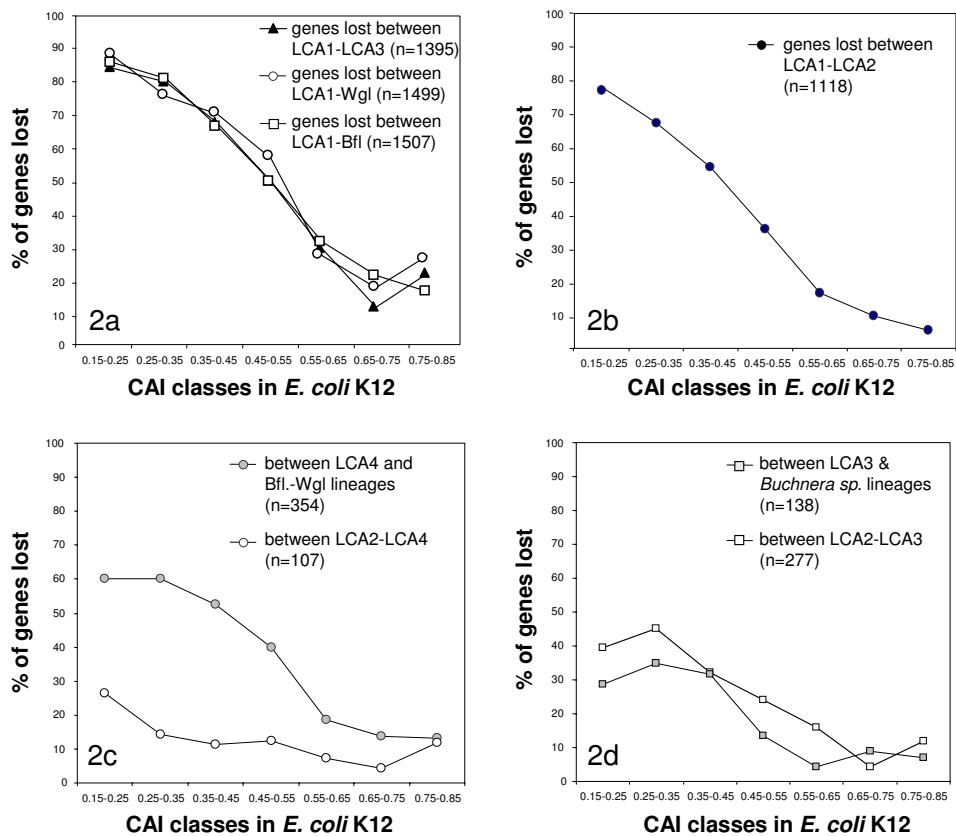 genes lost between
LCA1-LCA3 (n=1395)
genes lost between
LCA1-Wgl (n=1499)
genes lost between
LCA1-Bfl (n=1507)
% of genes lost
100
90
80
70
60
50
40
30
20
10
0
2a
0.15-0.25 0.25-0.35 0.35-0.45 0.45-0.55 0.55-0.65 0.65-0.75 0.75-0.85
CAI classes in E. coli K12
genes lost between
LCA1-LCA2
(n=1118)
% of genes lost
100
90
80
70
60
50
40
30
20
10
2b
0.15-0.25 0.25-0.35 0.35-0.45 0.45-0.55 0.55-0.65 0.65-0.75 0.75-0.85
CAI classes in E. coli K12
between LCA4 and
Bfl.-Wgl lineages
(n=354)
between LCA2-LCA4
(n=107)
% of genes lost
100
90
80
70
60
50
40
30
20
10
0
2c
0.15-0.25 0.25-0.35 0.35-0.45 0.45-0.55 0.55-0.65 0.65-0.75 0.75-0.85
CAI classes in E. coli K12
between LCA3 &
Buchnera sp. lineages
(n=138)
between LCA2-LCA3
(n=277)
% of genes lost
100
90
80
70
60
50
40
30
20
10
0
2d
0.15-0.25 0.25-0.35 0.35-0.45 0.45-0.55 0.55-0.65 0.65-0.75 0.75-0.85
CAI classes in E. coli K12